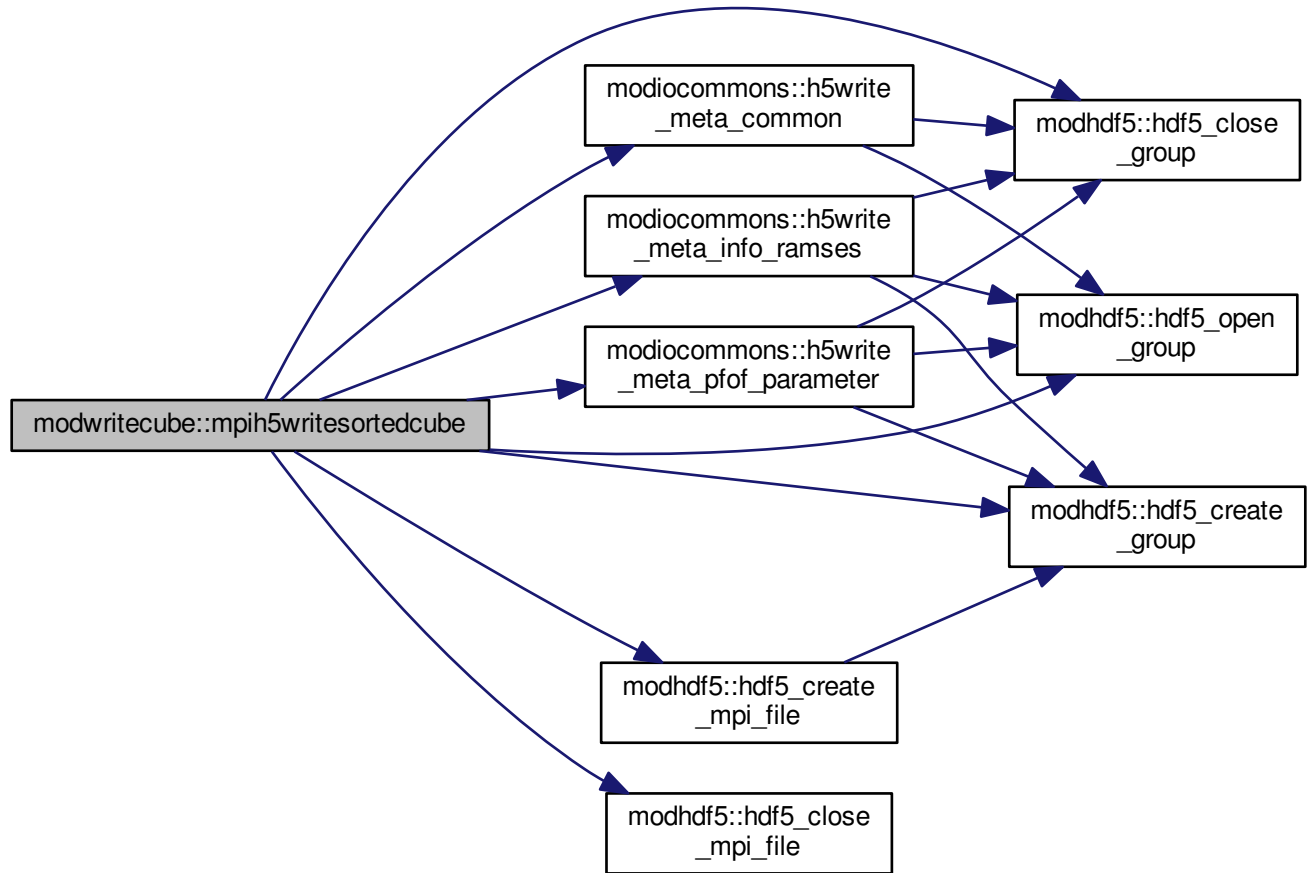 modwritecube::mpih5writesortedcube
modiocommons::h5write
_meta_common
modiocommons::h5write
_meta_info_ramses
modiocommons::h5write
_meta_pfof_parameter
modhdf5::hdf5_create
_mpi_file
modhdf5::hdf5_close
_mpi_file
modhdf5::hdf5_close
_group
modhdf5::hdf5_open
_group
modhdf5::hdf5_create
_group